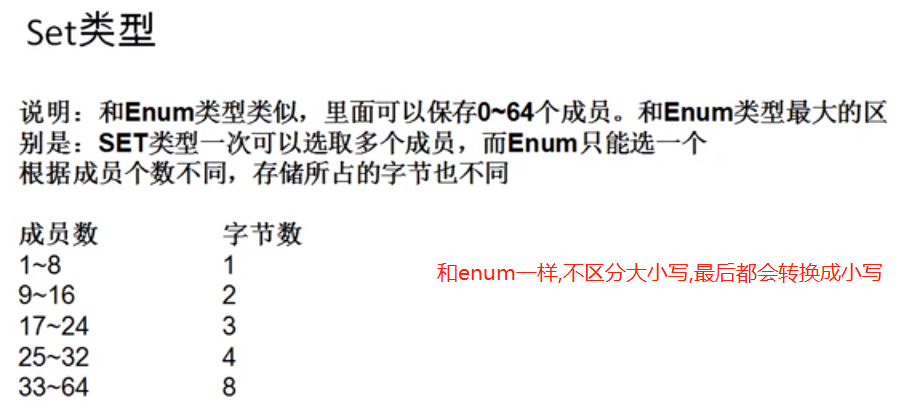 Set类型
说明：和Enum类型类似，里面可以保存0~64个成员。和Enum类型最大的区
别是：SET类型一次可以选取多个成员，而Enum只能选一个
根据成员个数不同，存储所占的字节也不同
成员数 字节数
1~8 1
9~16 2
17~24 3
25~32 4
33~64 8
和enum一样,不区分大小写,最后都会转换成小写